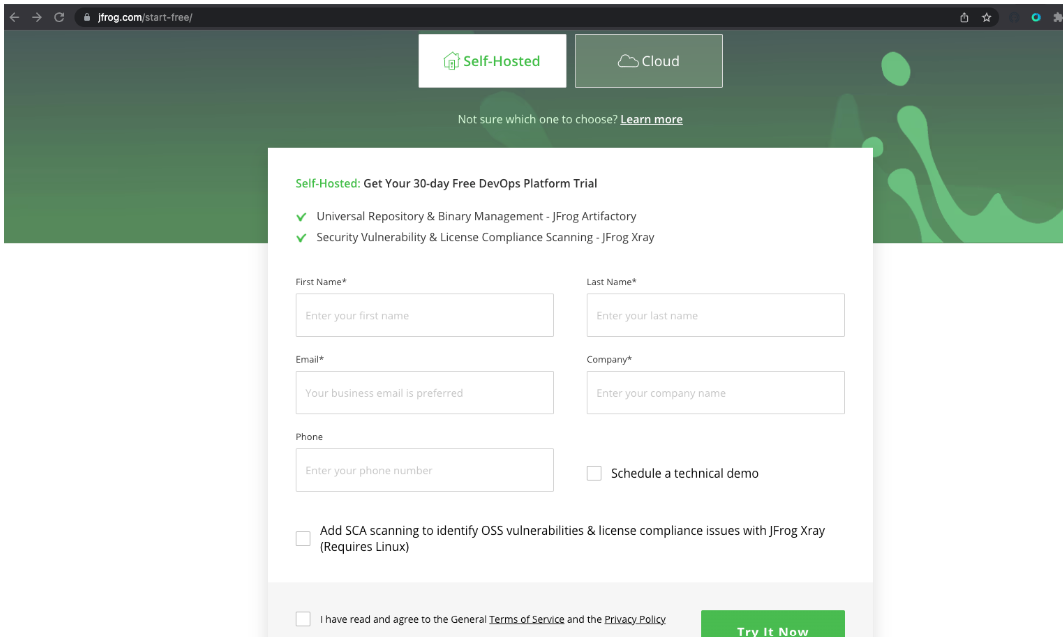 jfrog.com/start-free/
Self-Hosted
Cloud
Not sure which one to choose? Learn more
Self-Hosted: Get Your 30-day Free DevOps Platform Trial
Universal Repository & Binary Management - JFrog Artifactory
Security Vulnerability & License Compliance Scanning - JFrog Xray
First Name*
Last Name*
Enter your first name
Enter your last name
Email*
Company*
Your business email is preferred
Enter your company name
Phone
Enter your phone number
Schedule a technical demo
Add SCA scanning to identify OSS vulnerabilities & license compliance issues with JFrog Xray
(Requires Linux)
I have read and agree to the General Terms of Service and the Privacy Policy
Try It Now